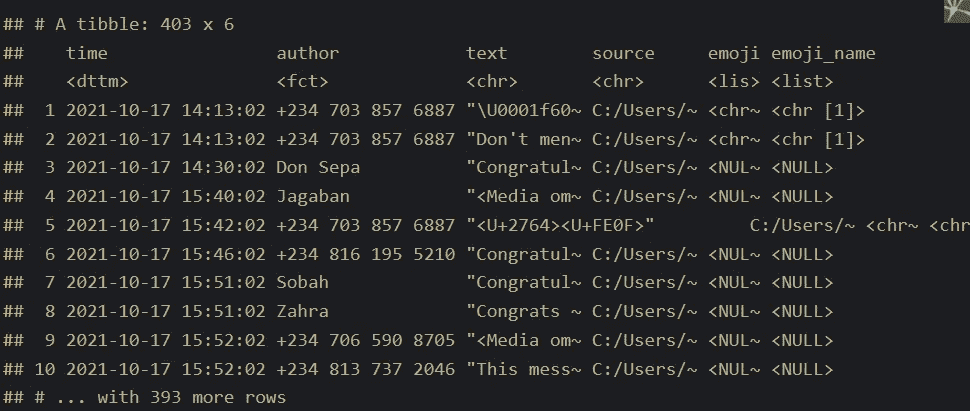 ## # A tibble: 403 x 6
##    time                author              text       source     emoji emoji_name
##    <dttm>              <fct>               <chr>      <chr>      <lis> <list>
##  1 2021-10-17 14:13:02 +234 703 857 6887 "\U0001f60~ C:/Users/~ <chr~ <chr [1]>
##  2 2021-10-17 14:13:02 +234 703 857 6887 "Don't men~ C:/Users/~ <chr~ <chr [1]>
##  3 2021-10-17 14:30:02 Don Sepa          "Congratul~ C:/Users/~ <NUL~ <NULL>
##  4 2021-10-17 15:40:02 Jagaban           "<Media om~ C:/Users/~ <NUL~ <NULL>
##  5 2021-10-17 15:42:02 +234 703 857 6887 "<U+2764><U+FE0F>"         C:/Users/~ <chr~ <chr
##  6 2021-10-17 15:46:02 +234 816 195 5210 "Congratul~ C:/Users/~ <NUL~ <NULL>
##  7 2021-10-17 15:51:02 Sobah             "Congratul~ C:/Users/~ <NUL~ <NULL>
##  8 2021-10-17 15:51:02 Zahra             "Congrats ~ C:/Users/~ <NUL~ <NULL>
##  9 2021-10-17 15:52:02 +234 706 590 8705 "<Media om~ C:/Users/~ <NUL~ <NULL>
## 10 2021-10-17 15:52:02 +234 813 737 2046 "This mess~ C:/Users/~ <NUL~ <NULL>
## # ... with 393 more rows